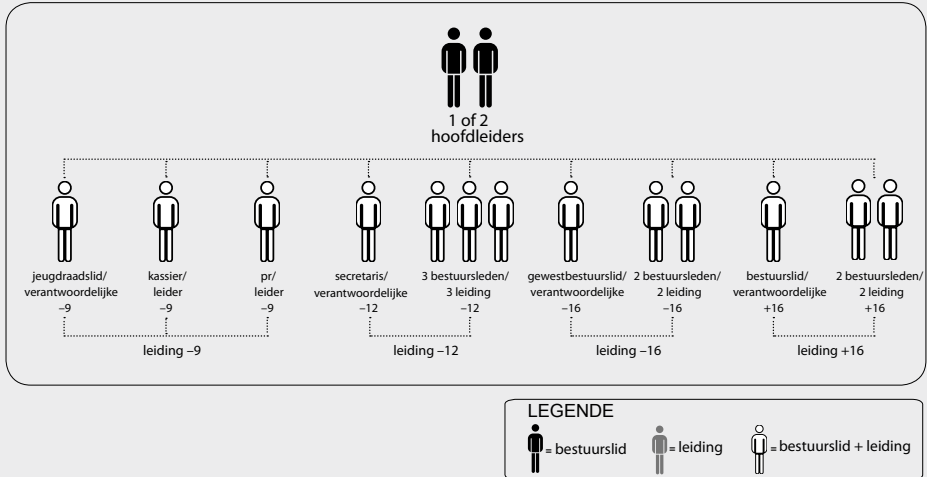 1 of 2
hoofdleiders
jeugdraadslid/
verantwoordelijke
–9
kassier/
leider
–9
pr/
leider
–9
secretaris/
verantwoordelijke
–12
3 bestuursleden/
3 leiding
–12
gewestbestuurslid/
verantwoordelijke
–16
2 bestuursleden/
2 leiding
–16
bestuurslid/
verantwoordelijke
+16
2 bestuursleden/
2 leiding
+16
leiding –9
leiding –12
leiding –16
leiding +16
LEGENDE
= bestuurslid
= leiding
= bestuurslid + leiding